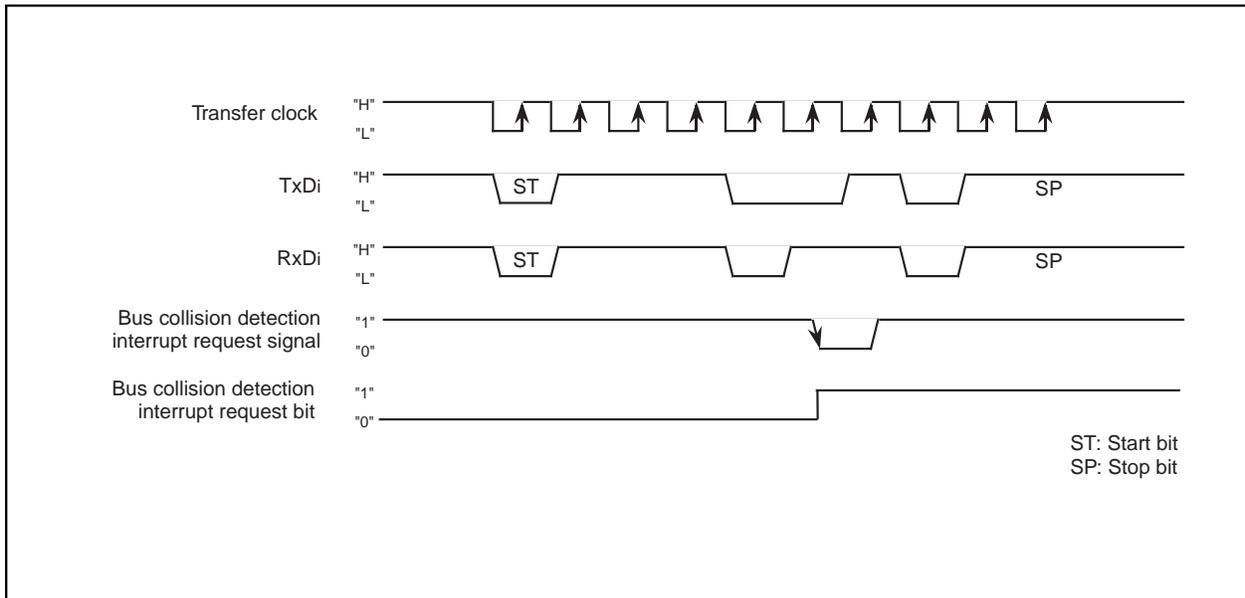 Transfer clock
"H"
"L"
TxDi
"H"
"L"
ST
SP
RxDi
"H"
"L"
ST
SP
Bus collision detection
interrupt request signal
"1"
"0"
Bus collision detection
interrupt request bit
"1"
"0"
ST: Start bit
SP: Stop bit